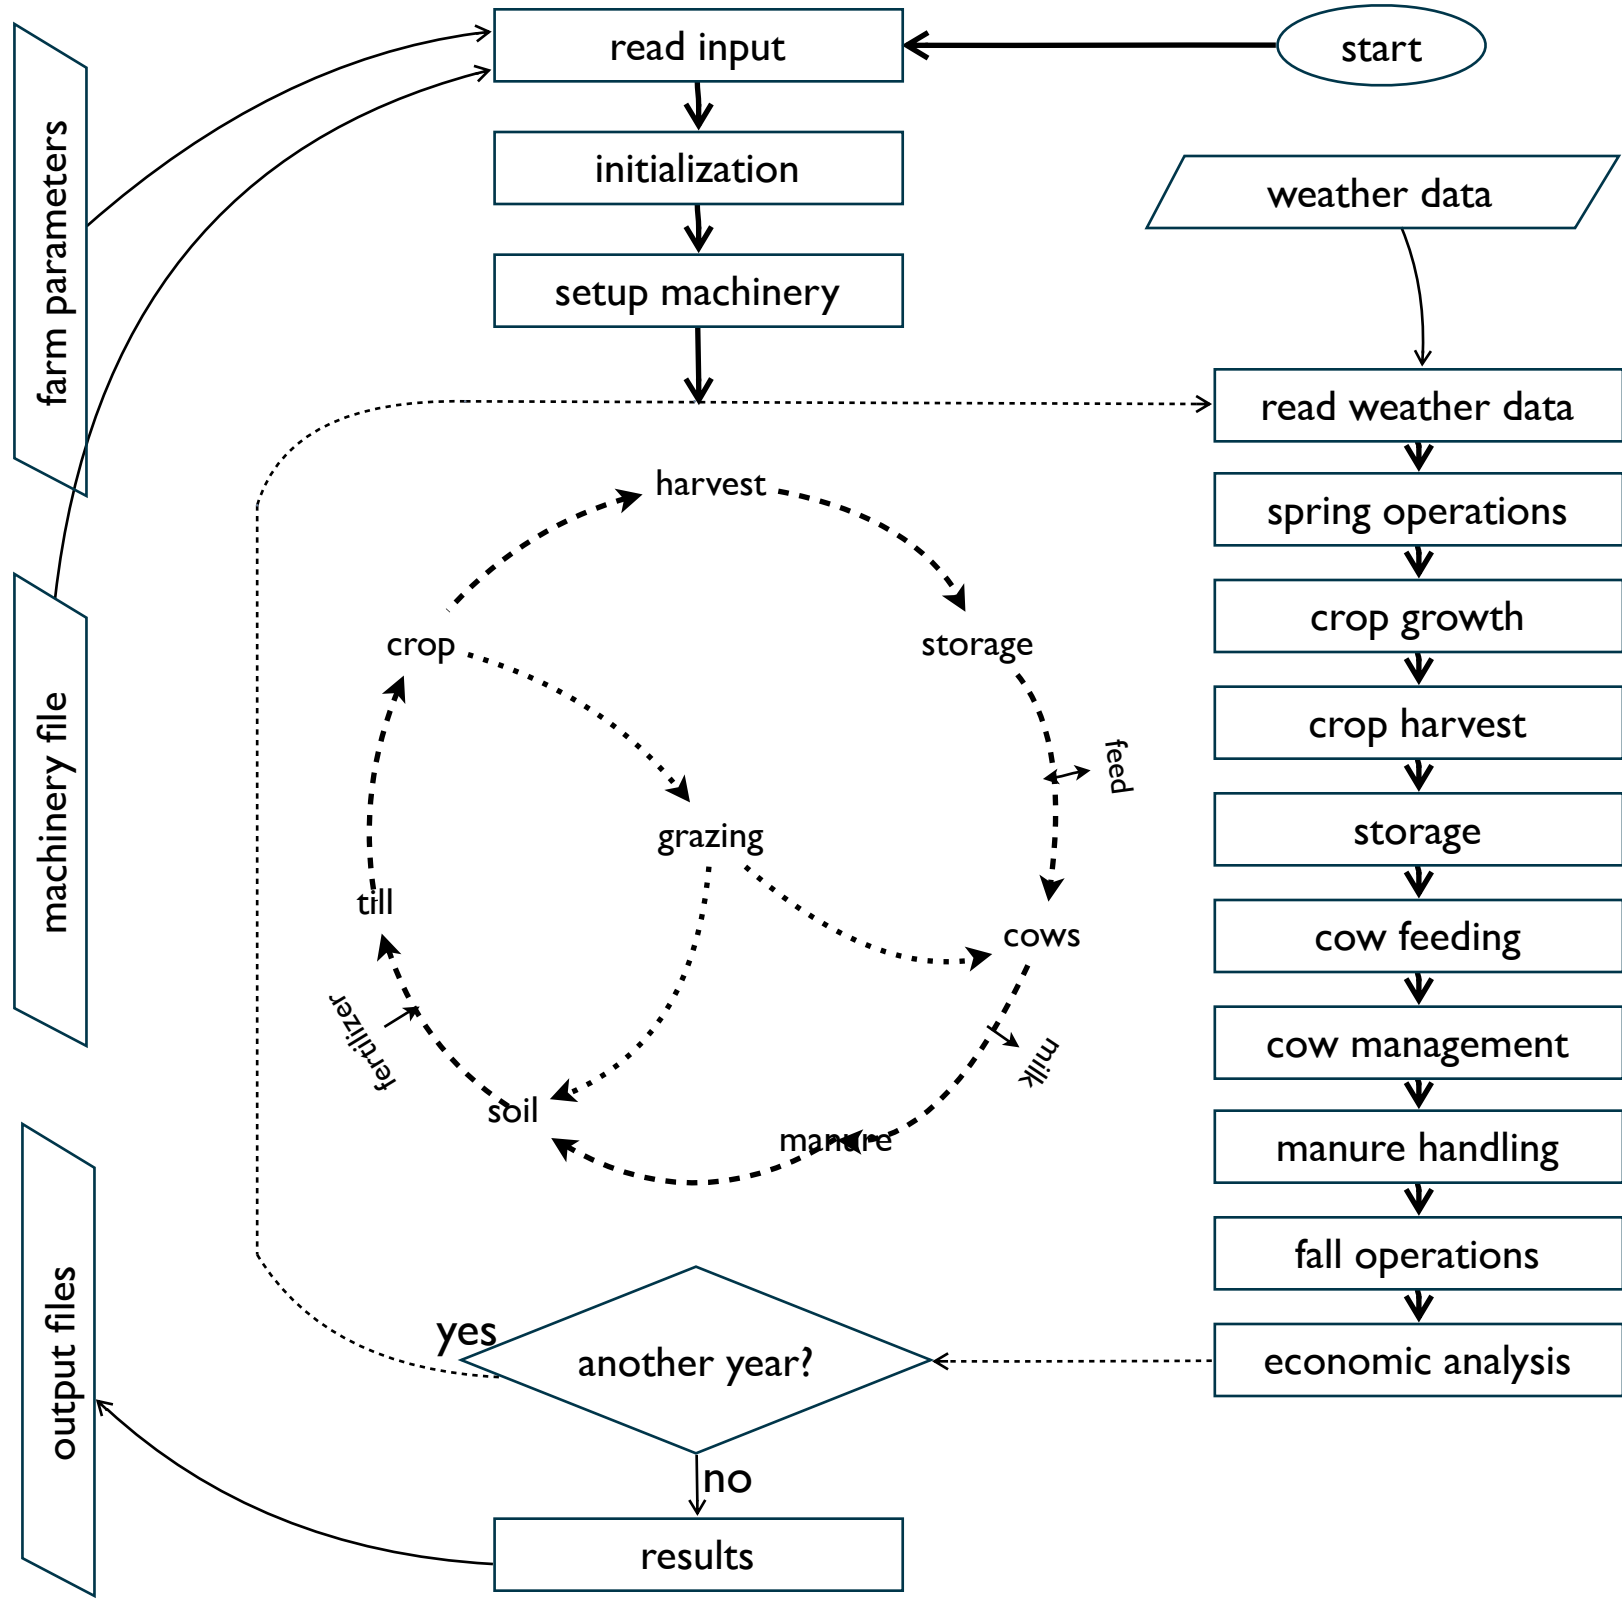 read input
start
initialization
weather data
setup machinery
farm parameters
read weather data
harvest
spring operations
crop
storage
crop growth
crop harvest
feed
machinery file
grazing
storage
till
cows
cow feeding
fertilizer
milk
cow management
soil
manure
manure handling
fall operations
output files
yes
another year?
economic analysis
no
results